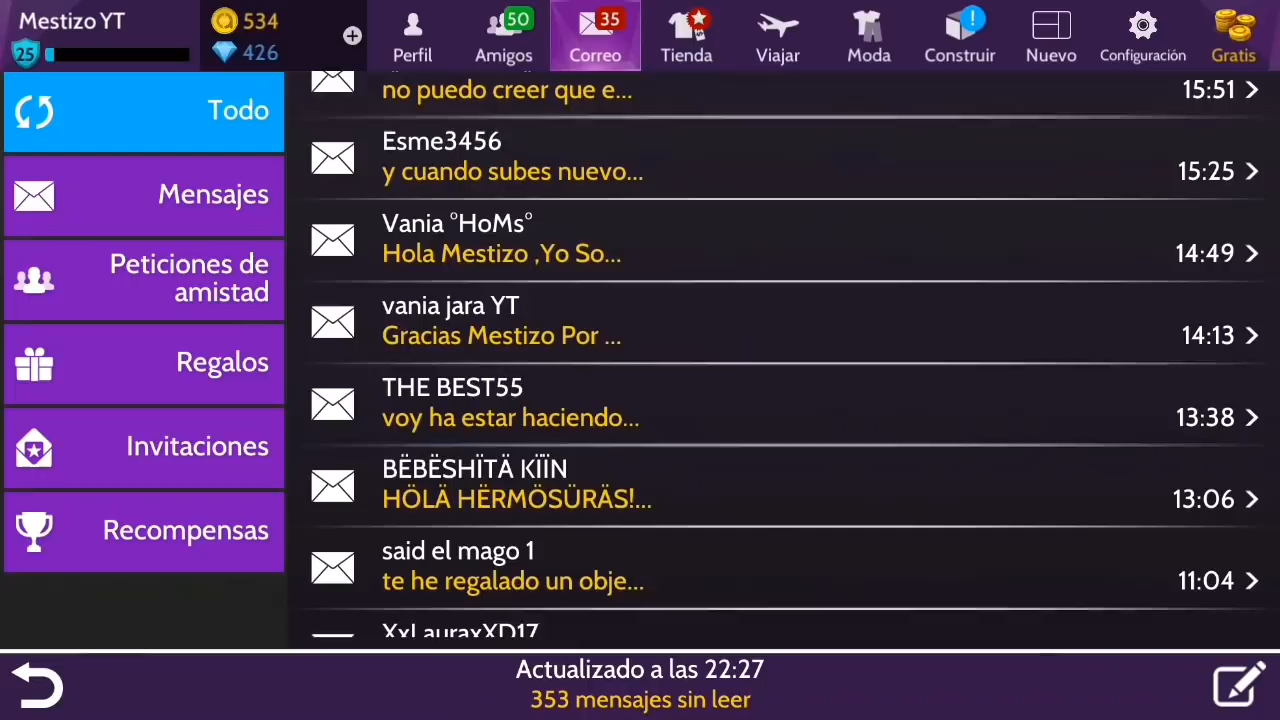 Mestizo YT
25
534
426
Perfil
50
Amigos
35
Correo
Tienda
Viajar
Moda
!
Construir
Nuevo
Configuración
Gratis
Todo
Mensajes
Peticiones de
amistad
Regalos
Invitaciones
Recompensas
no puedo creer que e...
15:51
Esme3456
y cuando subes nuevo...
15:25
Vania °HoMs°
Hola Mestizo ,Yo So...
14:49
vania jara YT
Gracias Mestizo Por ...
14:13
THE BEST55
voy ha estar haciendo...
13:38
BËBËSHÏTÄ KÏÏN
HÖLÄ HËRMÖSÜRÄS!...
13:06
said el mago 1
te he regalado un obje...
11:04
XxLauraxXD17
Actualizado a las 22:27
353 mensajes sin leer